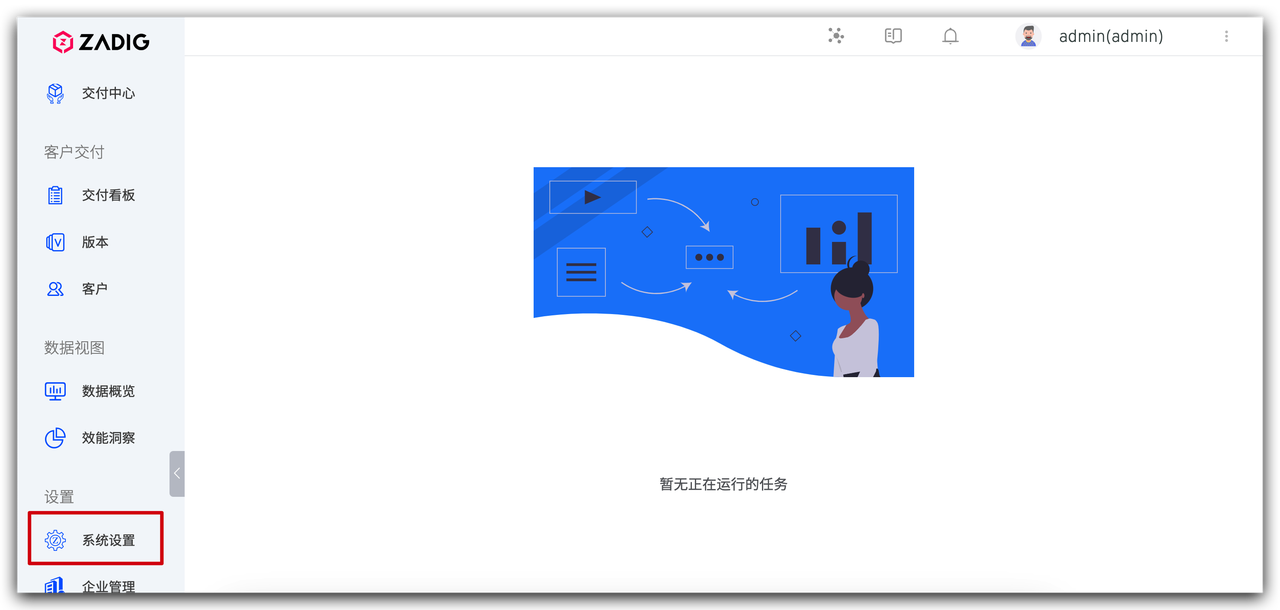 ZADIG
admin(admin)
交付中心
客户交付
交付看板
版本
客户
数据视图
数据概览
效能洞察
设置
系统设置
企业管理
暂无正在运行的任务